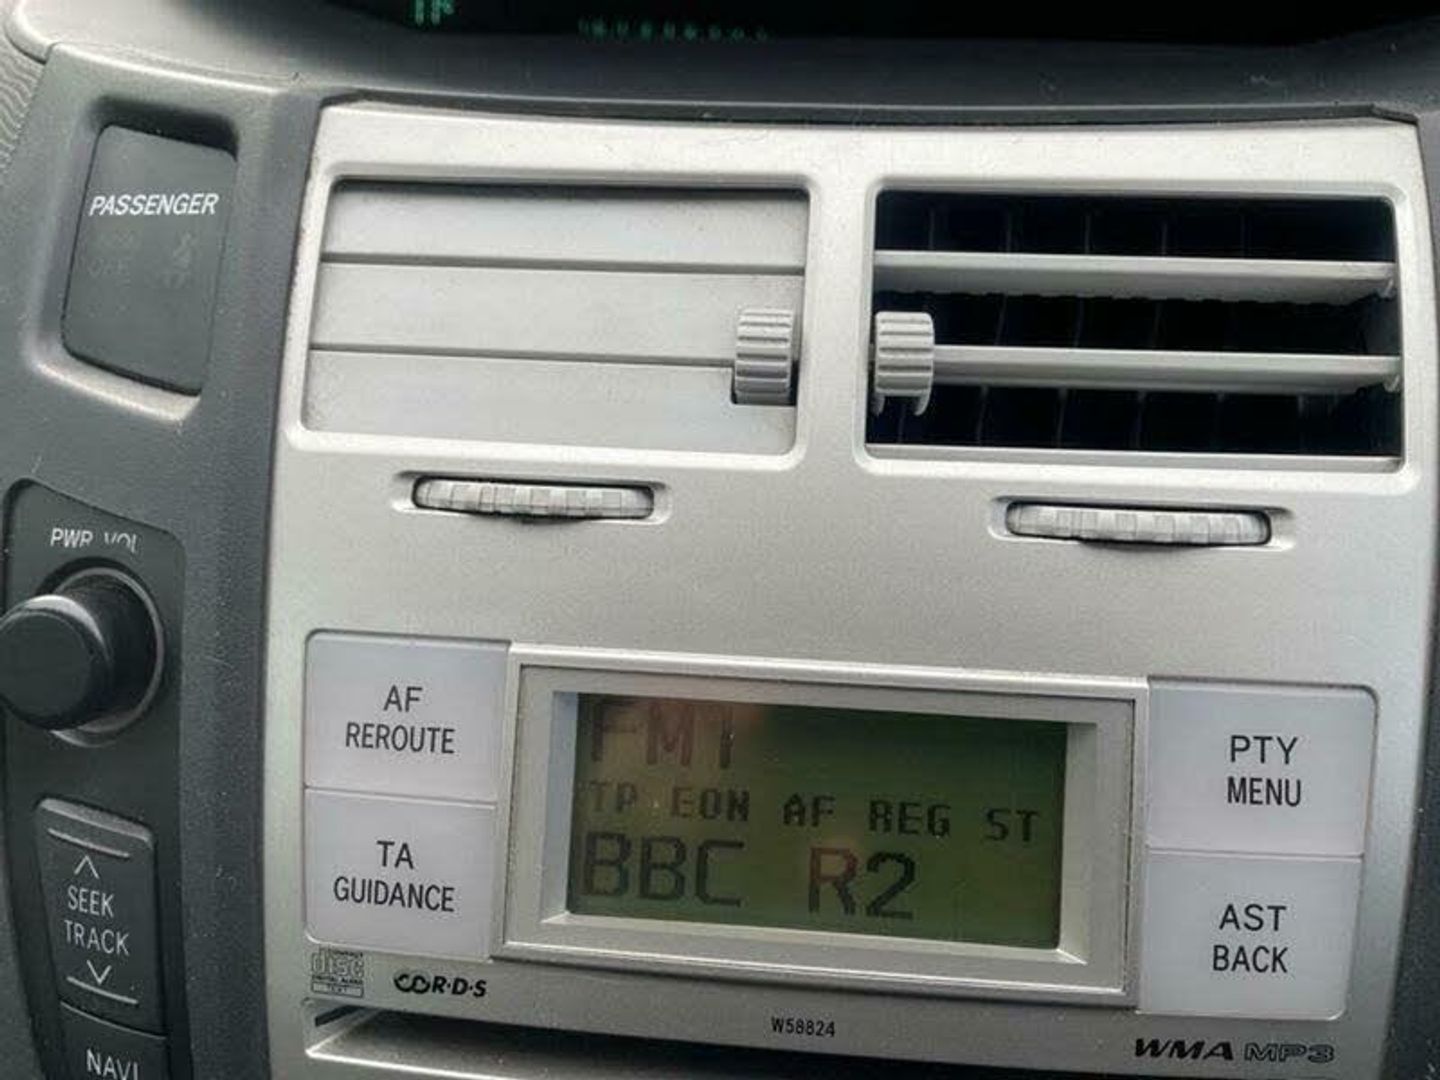 PASSENGER
PWR VOL
AF
REROUTE
FM1
TP EON AF REG ST
BBC R2
PTY
MENU
TA
GUIDANCE
AST
BACK
SEEK
TRACK
disc
R·D·S
W58824
WMA MP3
NAVI